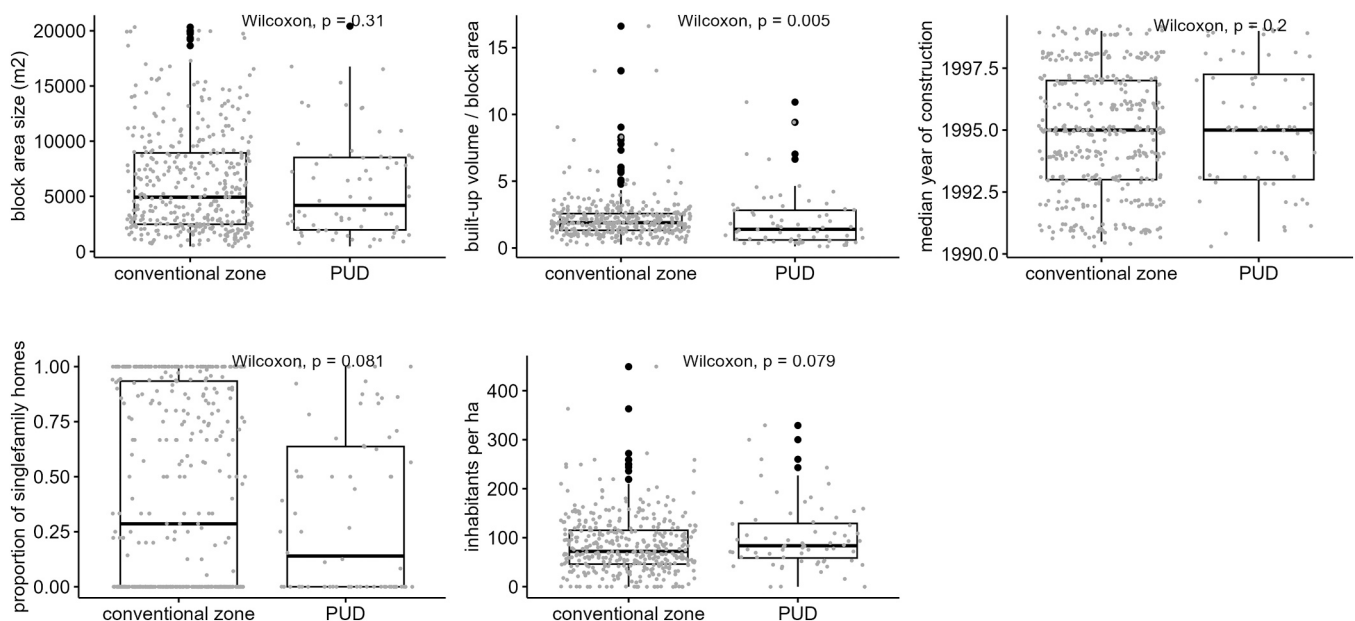 Wilcoxon, p = 0.31
block area size (m2)
20000
15000
10000
5000
0
conventional zone
PUD
Wilcoxon, p = 0.005
built-up volume / block area
15
10
5
0
conventional zone
PUD
Wilcoxon, p = 0.2
median year of construction
1997.5
1995.0
1992.5
1990.0
conventional zone
PUD
Wilcoxon, p = 0.081
proportion of singlefamily homes
1.00
0.75
0.50
0.25
0.00
conventional zone
PUD
Wilcoxon, p = 0.079
inhabitants per ha
400
300
200
100
0
conventional zone
PUD